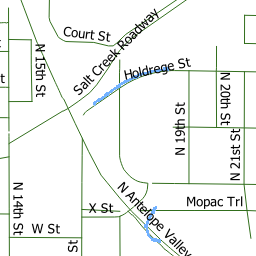 Court St
Salt Creek Roadway
N 15th St
Holdrege St
N 20th St
N 19th St
N 21st St
N Antelope Valley
N 14th St
Mopac Trl
X St
W St
St
St
t